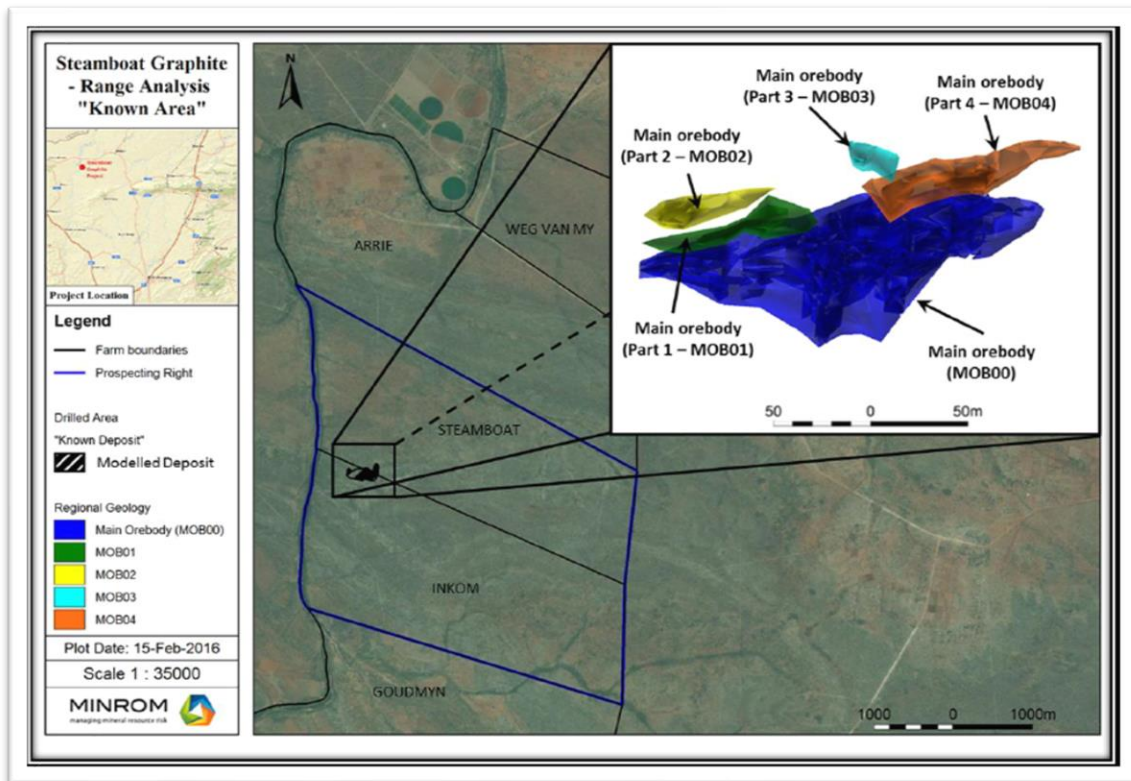 Steamboat Graphite
- Range Analysis
"Known Area"
Steamboat
Graphite
Project
Project Location
Legend
Farm boundaries
Prospecting Right
Drilled Area
"Known Deposit"
Modelled Deposit
Regional Geology
Main Orebody (MOB00)
MOB01
MOB02
MOB03
MOB04
Plot Date: 15-Feb-2016
Scale 1 : 35000
MINROM
managing mineral resource risk
N
ARRIE
WEG VAN MY
STEAMBOAT
INKOM
GOUDMYN
Main orebody
(Part 3 – MOB03)
Main orebody
(Part 4 – MOB04)
Main orebody
(Part 2 – MOB02)
Main orebody
(Part 1 – MOB01)
Main orebody
(MOB00)
50 0 50m
1000 0 1000m